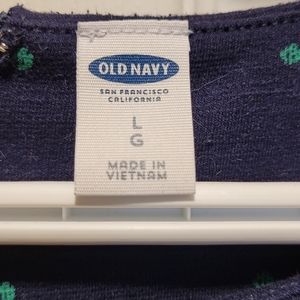 OLD NAVY
SAN FRANCISCO
CALIFORNIA
L
G
MADE IN
VIETNAM